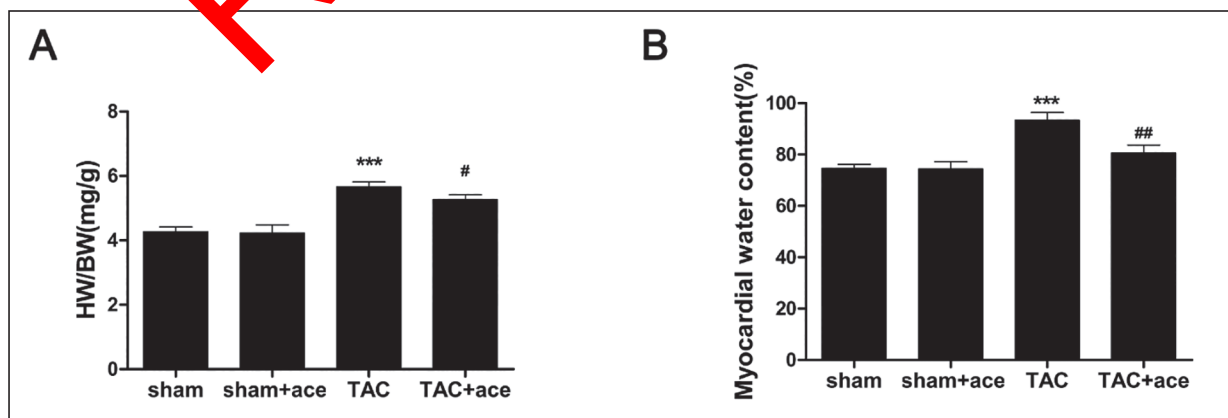 A
HW/BW(mg/g)
8
6
4
2
0
***
#
sham
sham+ace
TAC
TAC+ace
B
Myocardial water content(%)
100
80
60
40
20
0
***
##
sham
sham+ace
TAC
TAC+ace